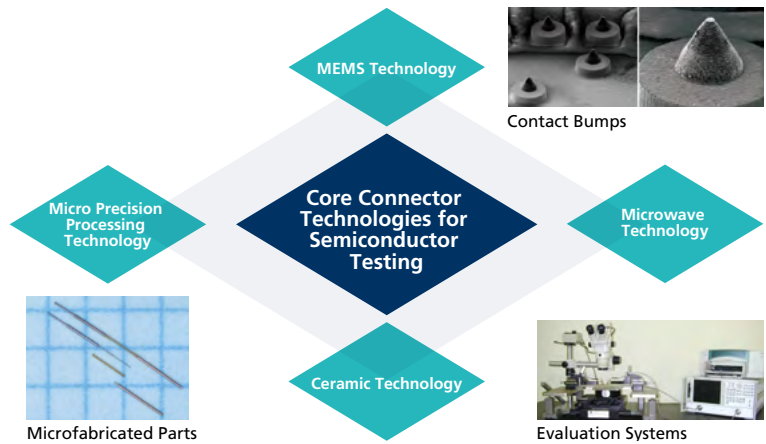 MEMS Technology
Contact Bumps
Micro Precision
Processing
Technology
Core Connector
Technologies for
Semiconductor
Testing
Microwave
Technology
Ceramic Technology
Microfabricated Parts
Evaluation Systems